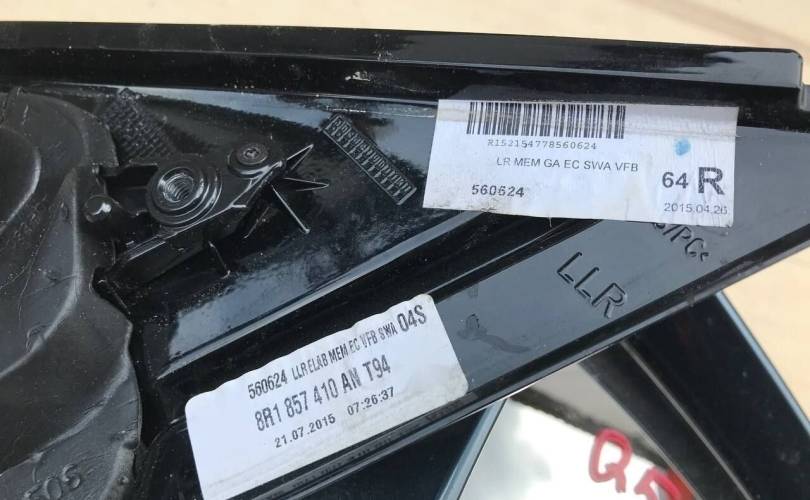 R152154778560624
LR MEM GA EC SWA VFB
560624
64 R
2015.04.26
LLR
560624 LLR ELAB MEM EC VFB SWA 04S
8R1 857 410 AN T94
21.07.2015 07:26:37